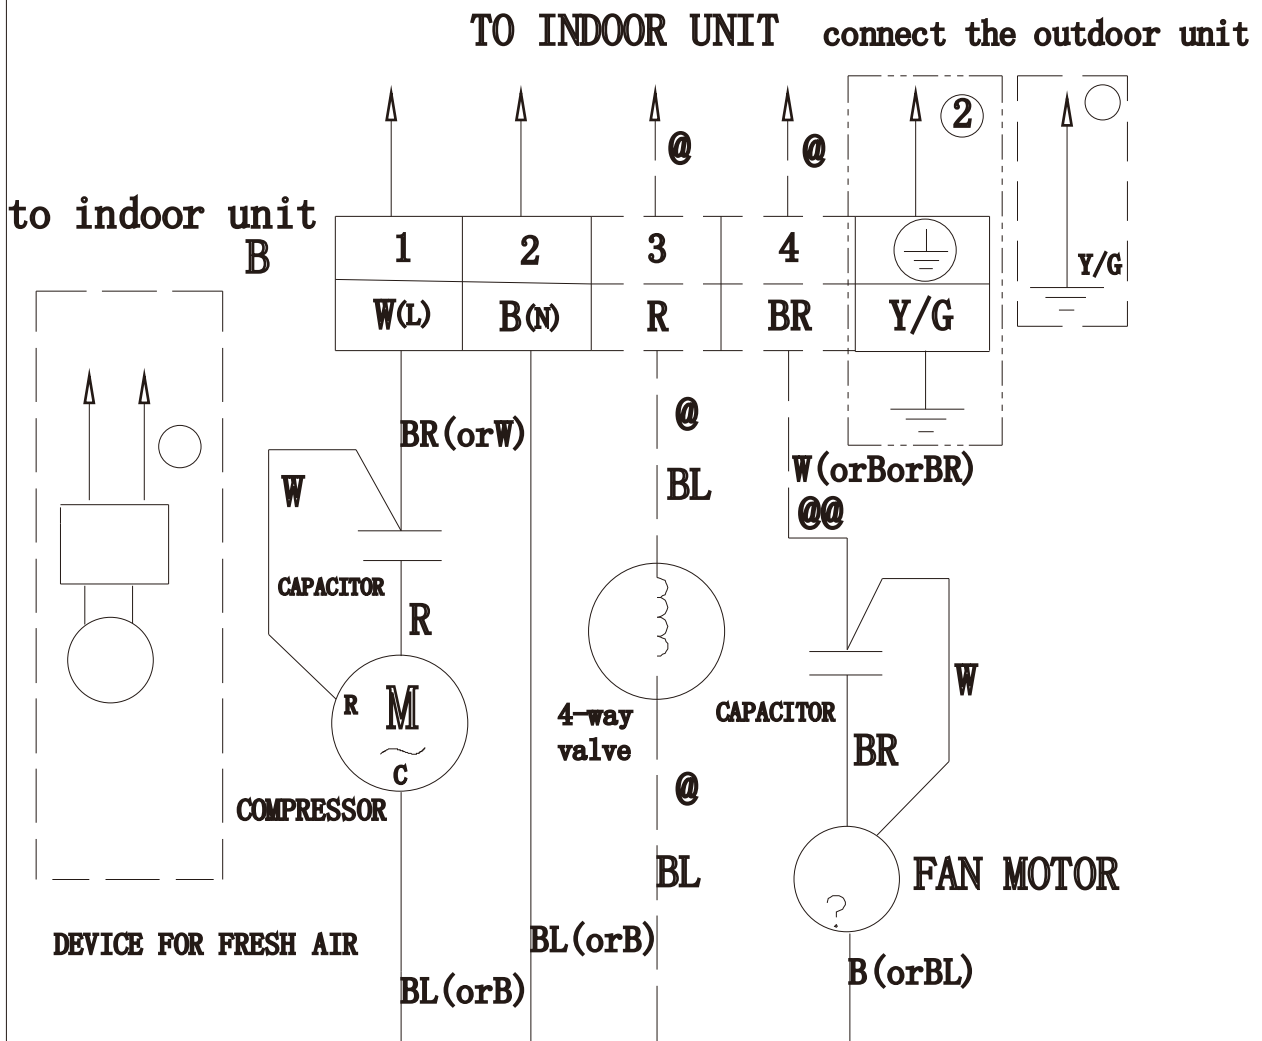 TO INDOOR UNIT connect the outdoor unit
2
@ @
to indoor unit
B
1 2 3 4
Y/G
W(L) B(N) R BR Y/G
@
BR(orW)
W(orBorBR)
W
BL
@@
CAPACITOR
R
W
R M
4-way
valve
CAPACITOR
BR
C
@
COMPRESSOR
BL
FAN MOTOR
?
DEVICE FOR FRESH AIR
BL(orB)
BL(orB)
B(orBL)